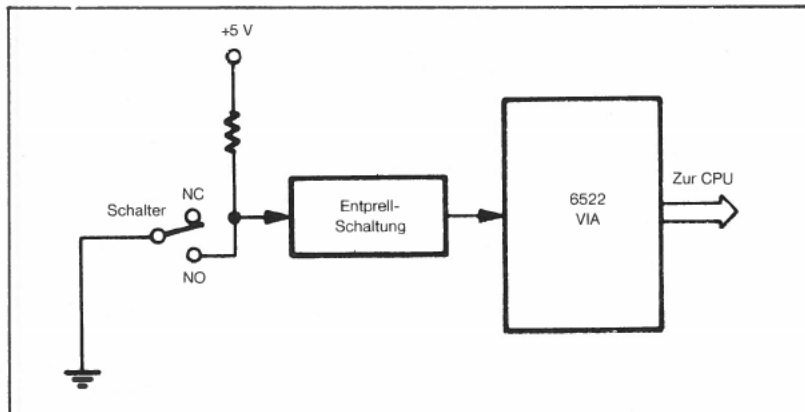 +5 V
NC
Schalter
NO
Entprell-
Schaltung
6522
VIA
Zur CPU